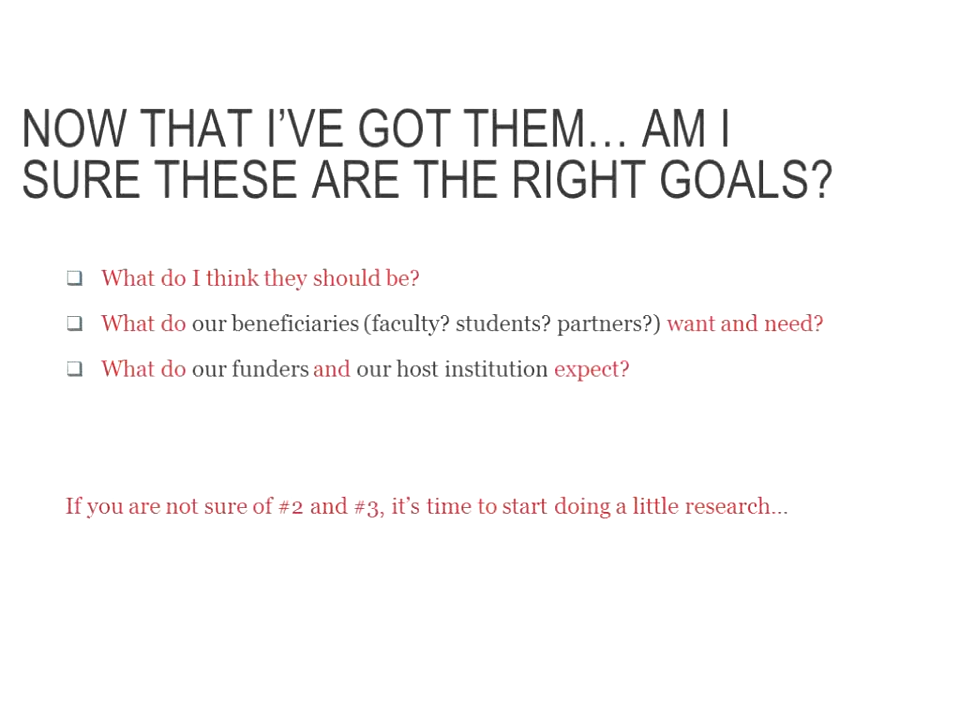 NOW THAT I’VE GOT THEM… AM I
SURE THESE ARE THE RIGHT GOALS?
❑ What do I think they should be?
❑ What do our beneficiaries (faculty? students? partners?) want and need?
❑ What do our funders and our host institution expect?
If you are not sure of #2 and #3, it’s time to start doing a little research…